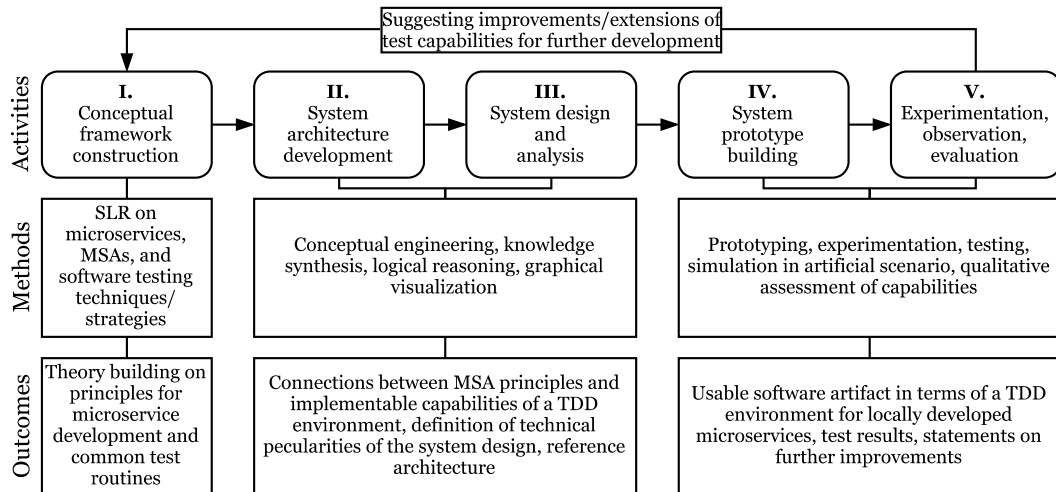 Suggesting improvements/extensions of
test capabilities for further development
Activities
I.
Conceptual
framework
construction
II.
System
architecture
development
III.
System design
and
analysis
IV.
System
prototype
building
V.
Experimentation,
observation,
evaluation
Methods
SLR on
microservices,
MSAs, and
software testing
techniques/
strategies
Conceptual engineering, knowledge
synthesis, logical reasoning, graphical
visualization
Prototyping, experimentation, testing,
simulation in artificial scenario, qualitative
assessment of capabilities
Outcomes
Theory building on
principles for
microservice
development and
common test
routines
Connections between MSA principles and
implementable capabilities of a TDD
environment, definition of technical
pecularities of the system design, reference
architecture
Usable software artifact in terms of a TDD
environment for locally developed
microservices, test results, statements on
further improvements